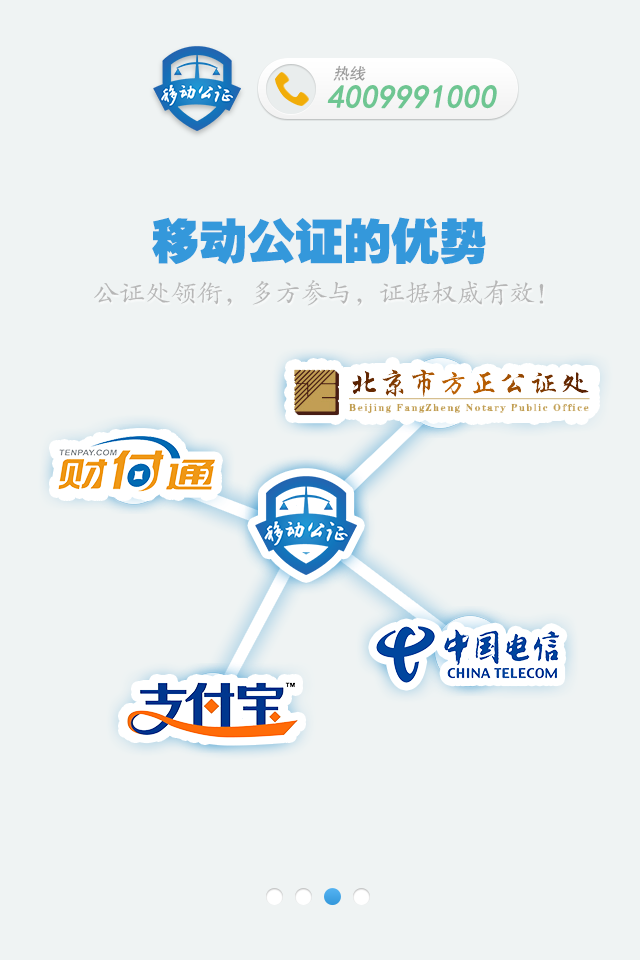 移动公证
热线
4009991000
移动公证的优势
公证处领衔，多方参与，证据权威有效！
北京市方正公证处
Beijing FangZheng Notary Public Office
TENPAY.COM
财付通
移动公证
中国电信
CHINA TELECOM
支付宝™